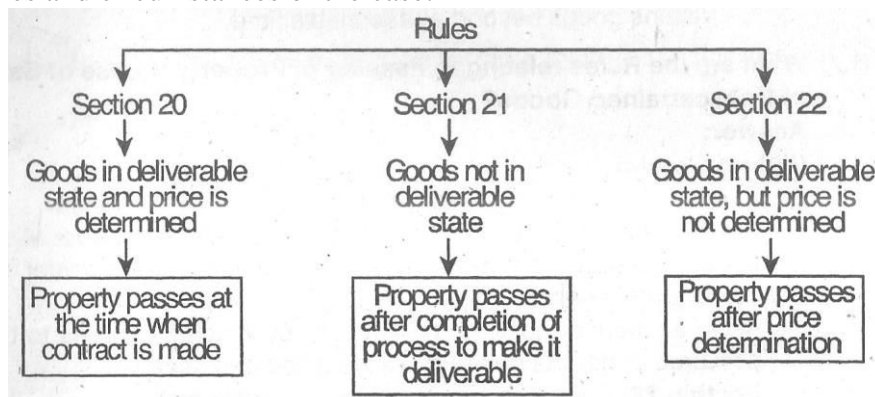 Rules
Section 20
Goods in deliverable
state and price is
determined
Property passes at
the time when
contract is made
Section 21
Goods not in
deliverable
state
Property passes
after completion of
process to make it
deliverable
Section 22
Goods in deliverable
state, but price is
not determined
Property passes
after price
determination